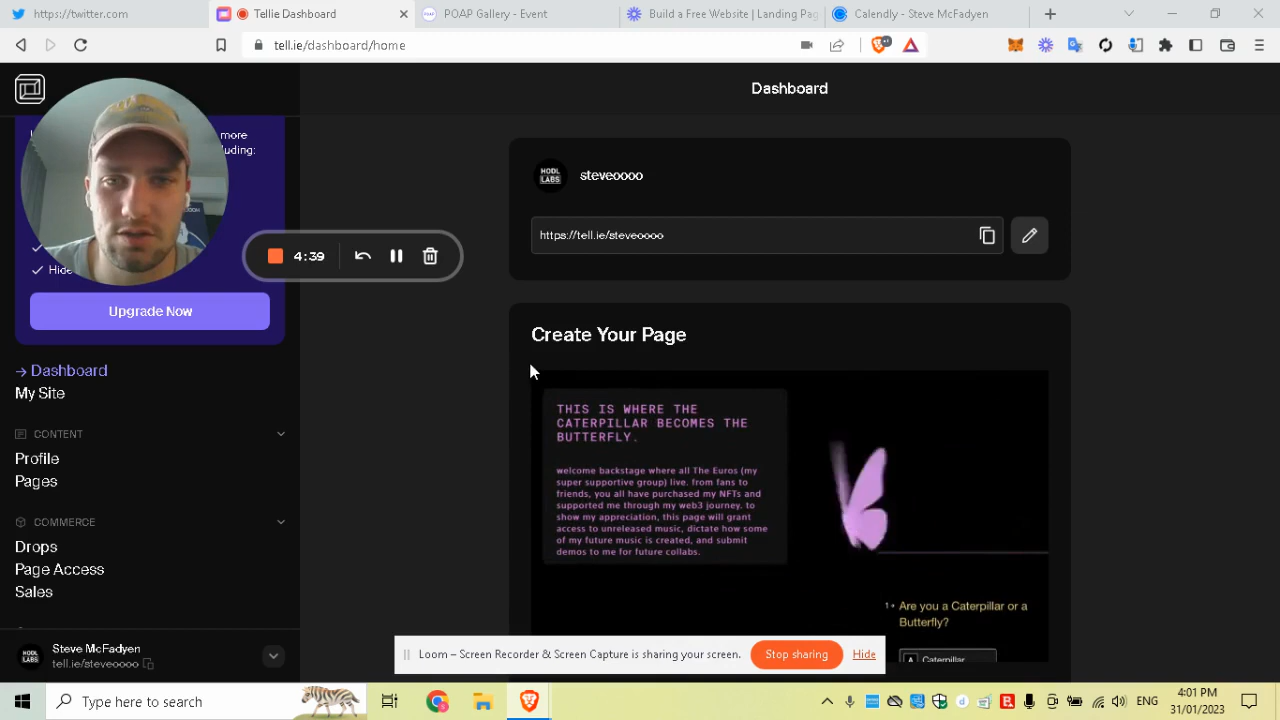 https://twitter.com/
Tellie Dashboard
POAP Gallery - Event
Build a Free Website | Landing Pag
Calendly - Steve McFadyen
tell.ie/dashboard/home
Dashboard
more
luding:
Hide
Upgrade Now
→ Dashboard
My Site
CONTENT
Profile
Pages
COMMERCE
Drops
Page Access
Sales
HODL LABS
Steve McFadyen
tell.ie/steveoooo
4:39
HODL
LABS
steveoooo
https://tell.ie/steveoooo
Create Your Page
THIS IS WHERE THE
CATERPILLAR BECOMES THE
BUTTERFLY.
welcome backstage where all The Euros (my
super supportive group) live. from fans to
friends, you all have purchased my NFTs and
supported me through my web3 journey. to
show my appreciation, this page will grant
access to unreleased music, dictate how some
of my future music is created, and submit
demos to me for future collabs.
1→ Are you a Caterpillar or a
Butterfly?
A Caterpillar
Loom – Screen Recorder & Screen Capture is sharing your screen.
Stop sharing
Hide
Type here to search
ENG
4:01 PM
31/01/2023